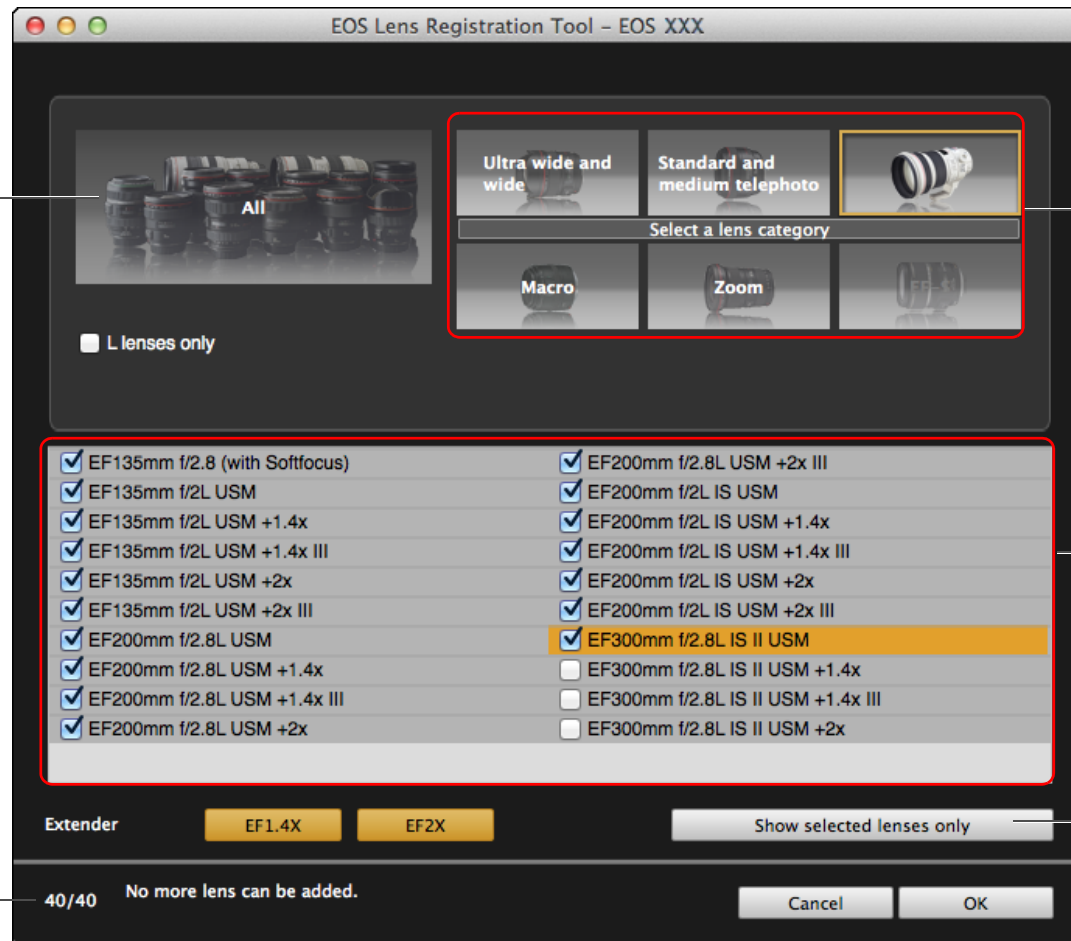 EOS Lens Registration Tool – EOS XXX
All
Ultra wide and
wide
Standard and
medium telephoto
Select a lens category
Macro
Zoom
EF-S
L lenses only
EF135mm f/2.8 (with Softfocus)
EF135mm f/2L USM
EF135mm f/2L USM +1.4x
EF135mm f/2L USM +1.4x III
EF135mm f/2L USM +2x
EF135mm f/2L USM +2x III
EF200mm f/2.8L USM
EF200mm f/2.8L USM +1.4x
EF200mm f/2.8L USM +1.4x III
EF200mm f/2.8L USM +2x
EF200mm f/2.8L USM +2x III
EF200mm f/2L IS USM
EF200mm f/2L IS USM +1.4x
EF200mm f/2L IS USM +1.4x III
EF200mm f/2L IS USM +2x
EF200mm f/2L IS USM +2x III
EF300mm f/2.8L IS II USM
EF300mm f/2.8L IS II USM +1.4x
EF300mm f/2.8L IS II USM +1.4x III
EF300mm f/2.8L IS II USM +2x
Extender
EF1.4X
EF2X
Show selected lenses only
40/40
No more lens can be added.
Cancel
OK